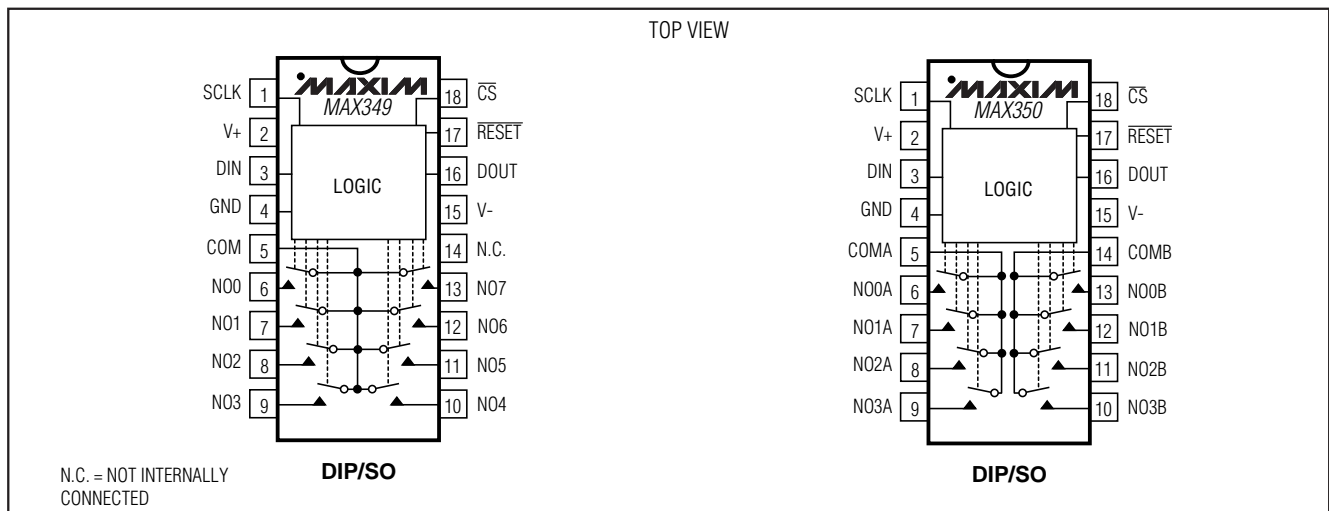 TOP VIEW
MAXIM
MAX349
SCLK 1
V+ 2
DIN 3
GND 4
COM 5
NO0 6
NO1 7
NO2 8
NO3 9
18 CS
17 RESET
16 DOUT
15 V-
14 N.C.
13 NO7
12 NO6
11 NO5
10 NO4
LOGIC
DIP/SO
N.C. = NOT INTERNALLY
CONNECTED
MAXIM
MAX350
SCLK 1
V+ 2
DIN 3
GND 4
COMA 5
NO0A 6
NO1A 7
NO2A 8
NO3A 9
18 CS
17 RESET
16 DOUT
15 V-
14 COMB
13 NO0B
12 NO1B
11 NO2B
10 NO3B
LOGIC
DIP/SO